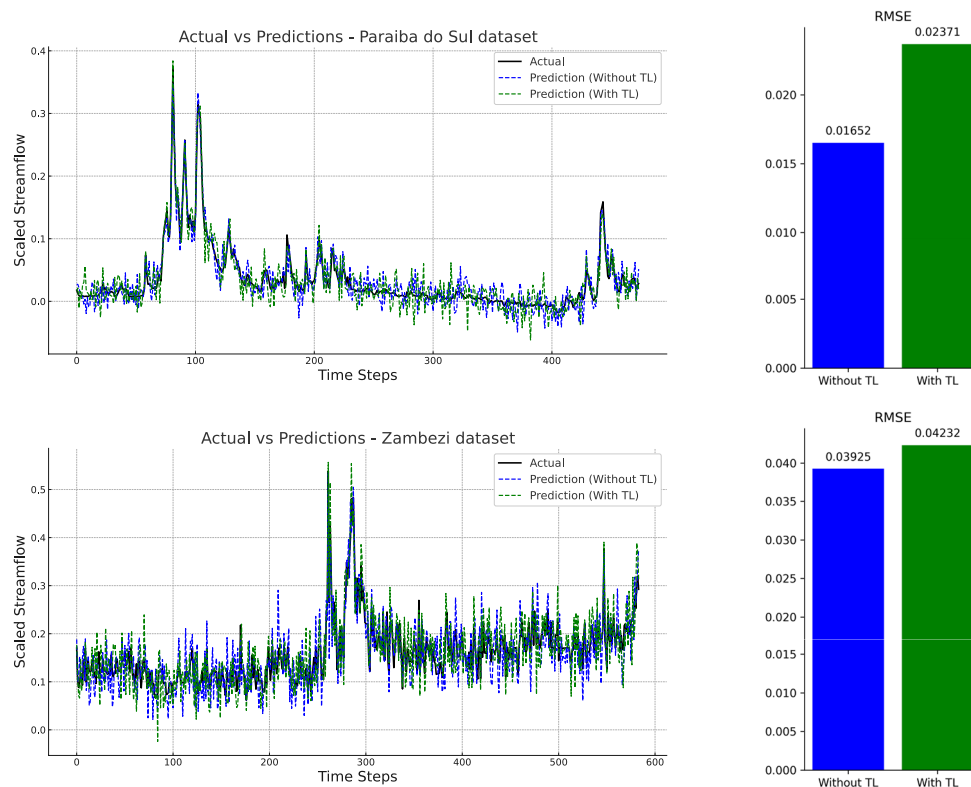 Actual vs Predictions - Paraiba do Sul dataset
Scaled Streamflow
0.4
0.3
0.2
0.1
0.0
Actual
Prediction (Without TL)
Prediction (With TL)
0
100
200
300
400
Time Steps
RMSE
0.01652
0.02371
0.020
0.015
0.010
0.005
0.000
Without TL
With TL
Actual vs Predictions - Zambezi dataset
Scaled Streamflow
0,5
0.4
0.3
0.2
0.1
0.0
Actual
Prediction (Without TL)
Prediction (With TL)
0
100
200
300
400
500
600
Time Steps
RMSE
0.03925
0.04232
0.040
0.035
0.030
0.025
0.020
0.015
0.010
0.005
0.000
Without TL
With TL